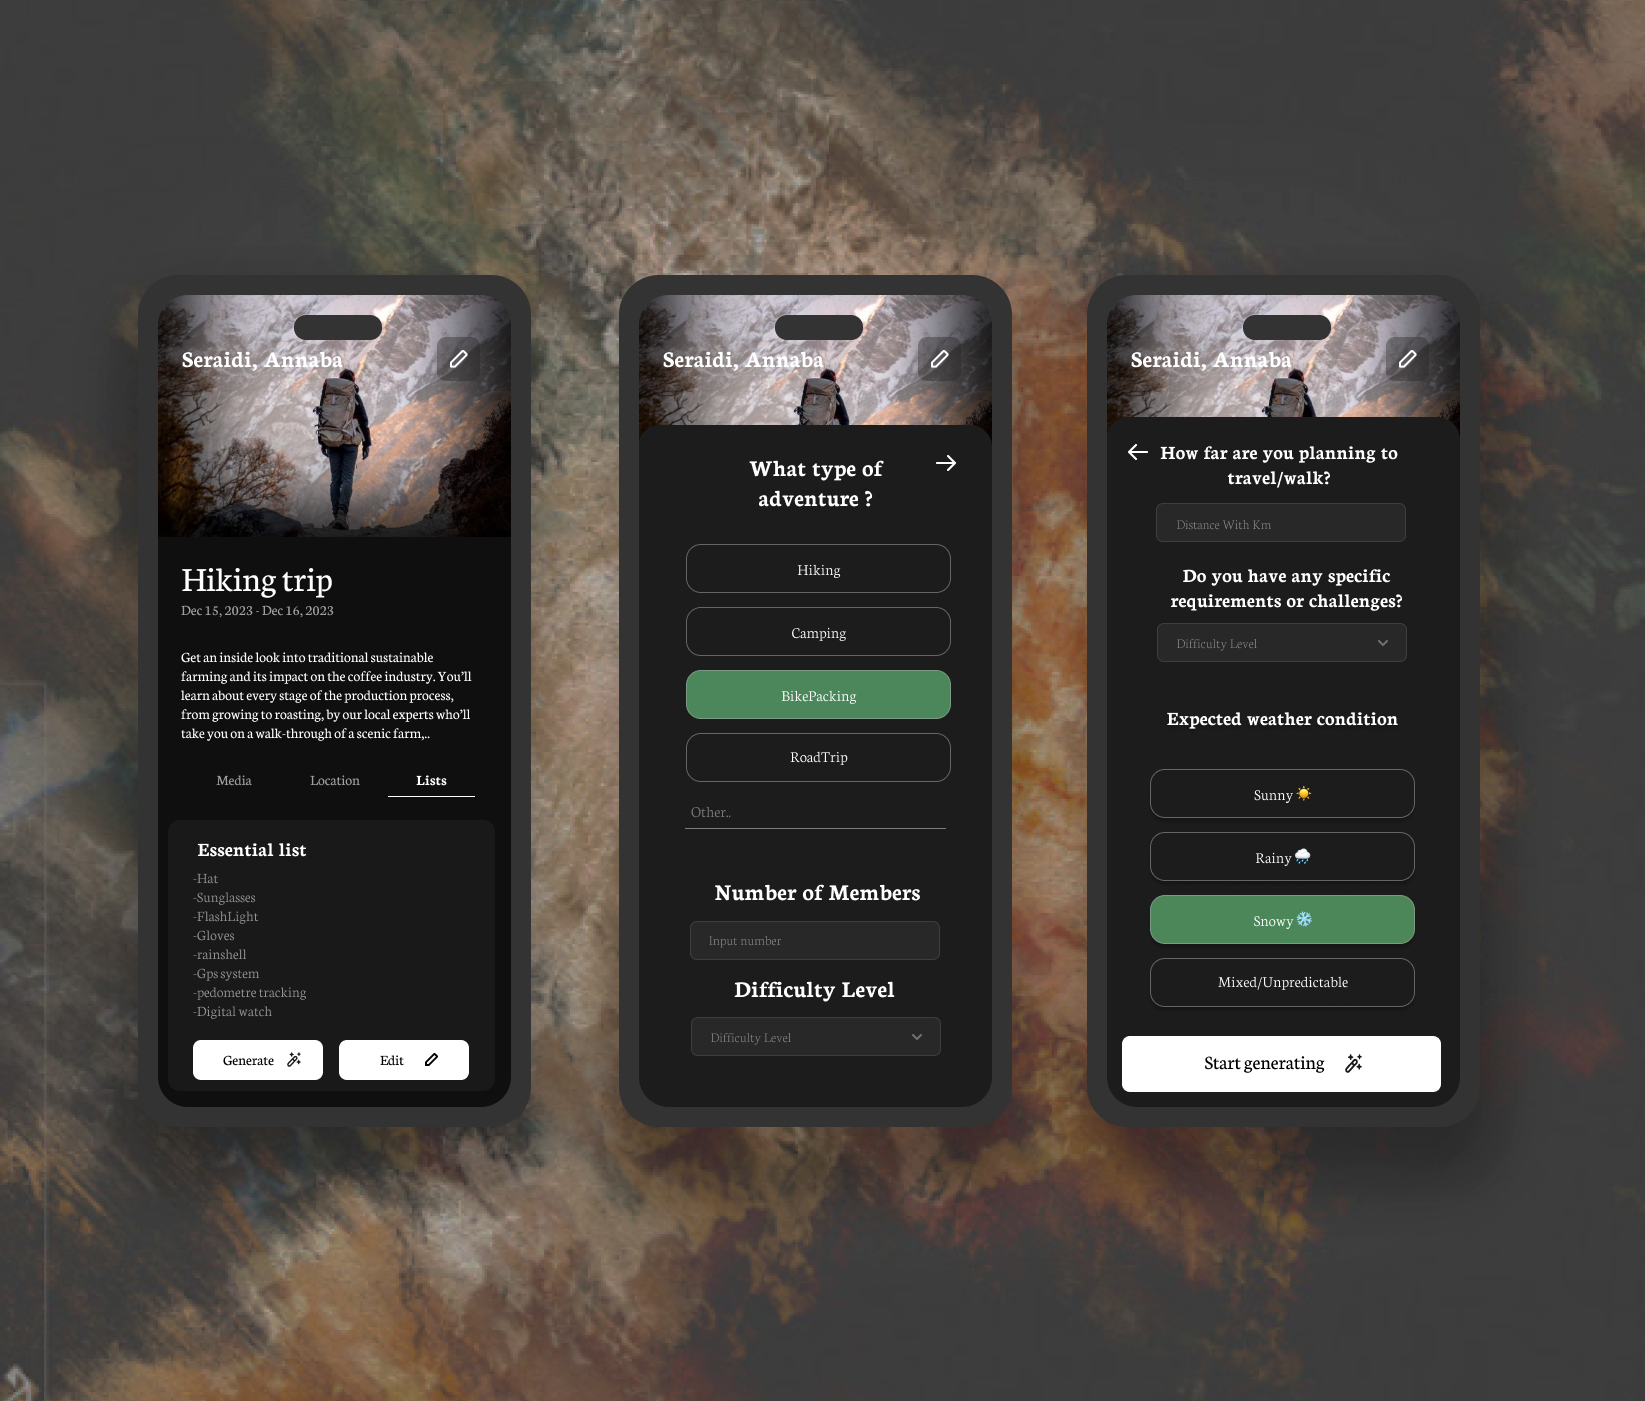 Seraidi, Annaba
Hiking trip
Dec 15, 2023 - Dec 16, 2023
Get an inside look into traditional sustainable
farming and its impact on the coffee industry. You'll
learn about every stage of the production process,
from growing to roasting, by our local experts who'll
take you on a walk-through of a scenic farm,..
Media Location Lists
Essential list
-Hat
-Sunglasses
-FlashLight
-Gloves
-rainshell
-Gps system
-pedometre tracking
-Digital watch
Generate Edit
Seraidi, Annaba
What type of
adventure ?
Hiking
Camping
BikePacking
RoadTrip
Other..
Number of Members
Input number
Difficulty Level
Difficulty Level
Seraidi, Annaba
How far are you planning to
travel/walk?
Distance With Km
Do you have any specific
requirements or challenges?
Difficulty Level
Expected weather condition
Sunny ☀️
Rainy 🌧️
Snowy ❄️
Mixed/Unpredictable
Start generating